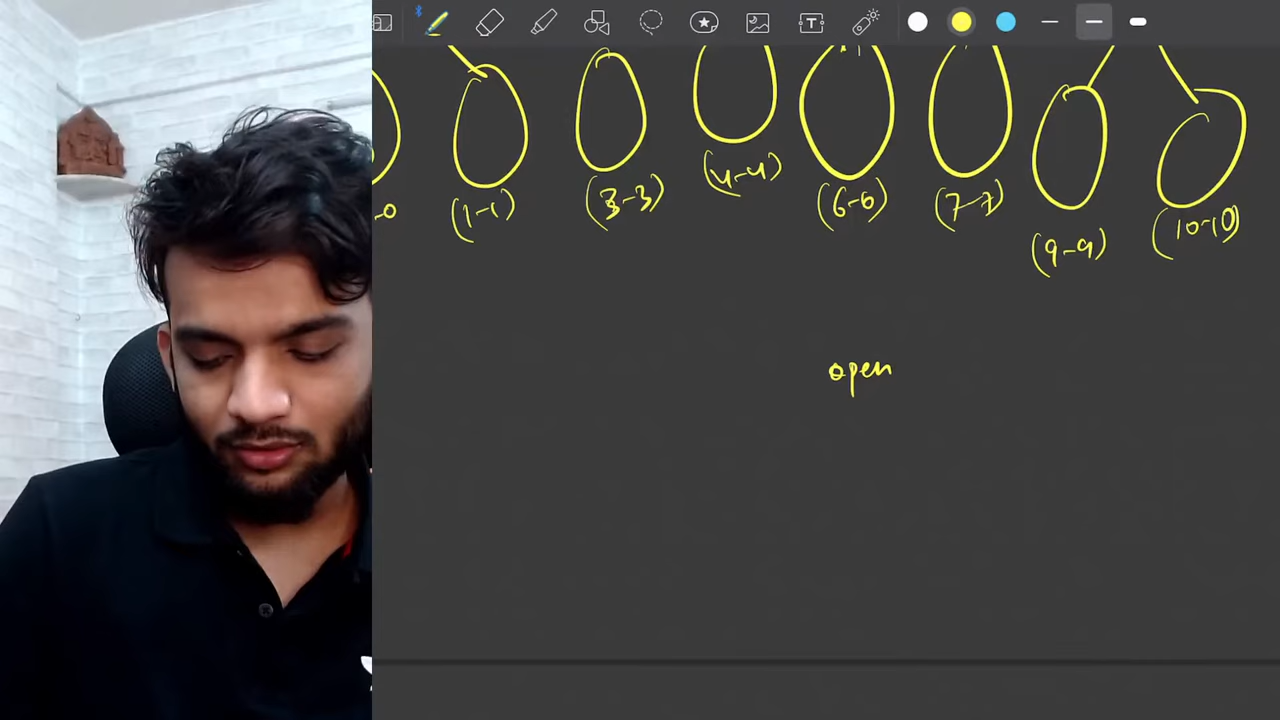 -0 (1-1) (3-3) (4-4) (6-6) (7-7) (9-9) (10-10)
open